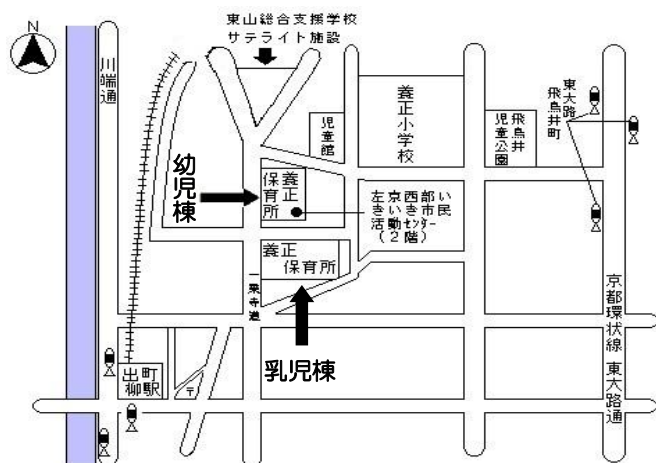 東山総合支援学校
サテライト施設
N
川端通
養正小学校
児童館
飛鳥井
児童公園
東大路
飛鳥井町
幼児棟
養正
保育所
左京西部い
きいき市民
活動センター
(2階)
養正
保育所
一乗寺道
乳児棟
出町
柳駅
〒
京都環状線 東大路通